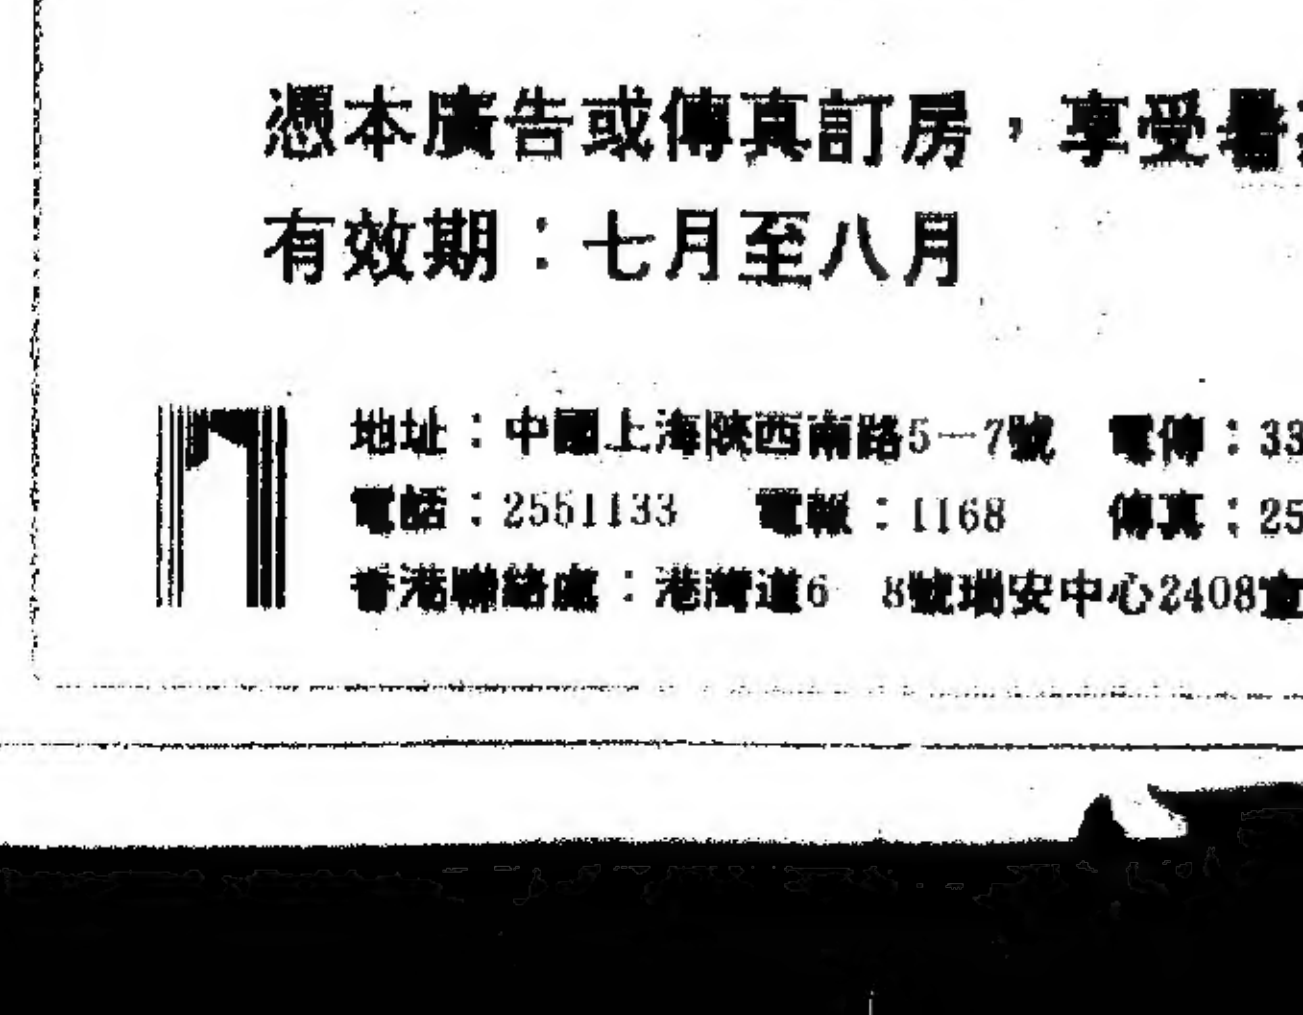 憑本廣告或傳真訂房，享受暑
有效期：七月至八月
地址：中國上海陝西南路5—7號 電傳：33
電話：2551133 電報：1168 傳真：25
香港聯絡處：港灣道6 8號瑞安中心2408室